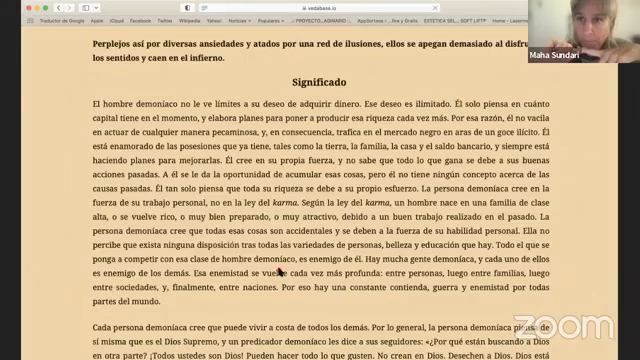 vedabase.io
Populares
Perplejos así por diversas ansiedades y atados por una red de ilusiones, ellos se apegan demasiado al disfru
los sentidos y caen en el infierno.
Maha Sundari
Significado
El hombre demoníaco no le ve límites a su deseo de adquirir dinero. Ese deseo es ilimitado. Él solo piensa en cuánto
capital tiene en el momento, y elabora planes para poner a producir esa riqueza cada vez más. Por esa razón, él no vacila
en actuar de cualquier manera pecaminosa, y, en consecuencia, trafica en el mercado negro en aras de un goce ilícito. Él
está enamorado de las posesiones que ya tiene, tales como la tierra, la familia, la casa y el saldo bancario, y siempre está
haciendo planes para mejorarlas. Él cree en su propia fuerza, y no sabe que todo lo que gana se debe a sus buenas
acciones pasadas. A él se le da la oportunidad de acumular esas cosas, pero él no tiene ningún concepto acerca de las
causas pasadas. Él tan solo piensa que toda su riqueza se debe a su propio esfuerzo. La persona demoníaca cree en la
fuerza de su trabajo personal, no en la ley del karma. Según la ley del karma, un hombre nace en una familia de clase
alta, o se vuelve rico, o muy bien preparado, o muy atractivo, debido a un buen trabajo realizado en el pasado. La
persona demoníaca cree que todas esas cosas son accidentales y se deben a la fuerza de su habilidad personal. Ella no
percibe que exista ninguna disposición tras todas las variedades de personas, belleza y educación que hay. Todo el que se
ponga a competir con esa clase de hombre demoníaco, es enemigo de él. Hay mucha gente demoníaca, y cada uno de ellos
es enemigo de los demás. Esa enemistad se vuelve cada vez más profunda: entre personas, luego entre familias, luego
entre sociedades, y, finalmente, entre naciones. Por eso hay una constante contienda, guerra y enemistad por todas
partes del mundo.
zoom
Cada persona demoníaca cree que puede vivir a costa de todos los demás. Por lo general, la persona demoníaca piensa de
sí misma que es el Dios Supremo, y un predicador demoníaco les dice a sus seguidores: «¿Por qué están buscando a Dios
en otra parte? ¡Todos ustedes son Dios! Pueden hacer todo lo que gusten. No crean en Dios. Desechen a Dios. Dios está